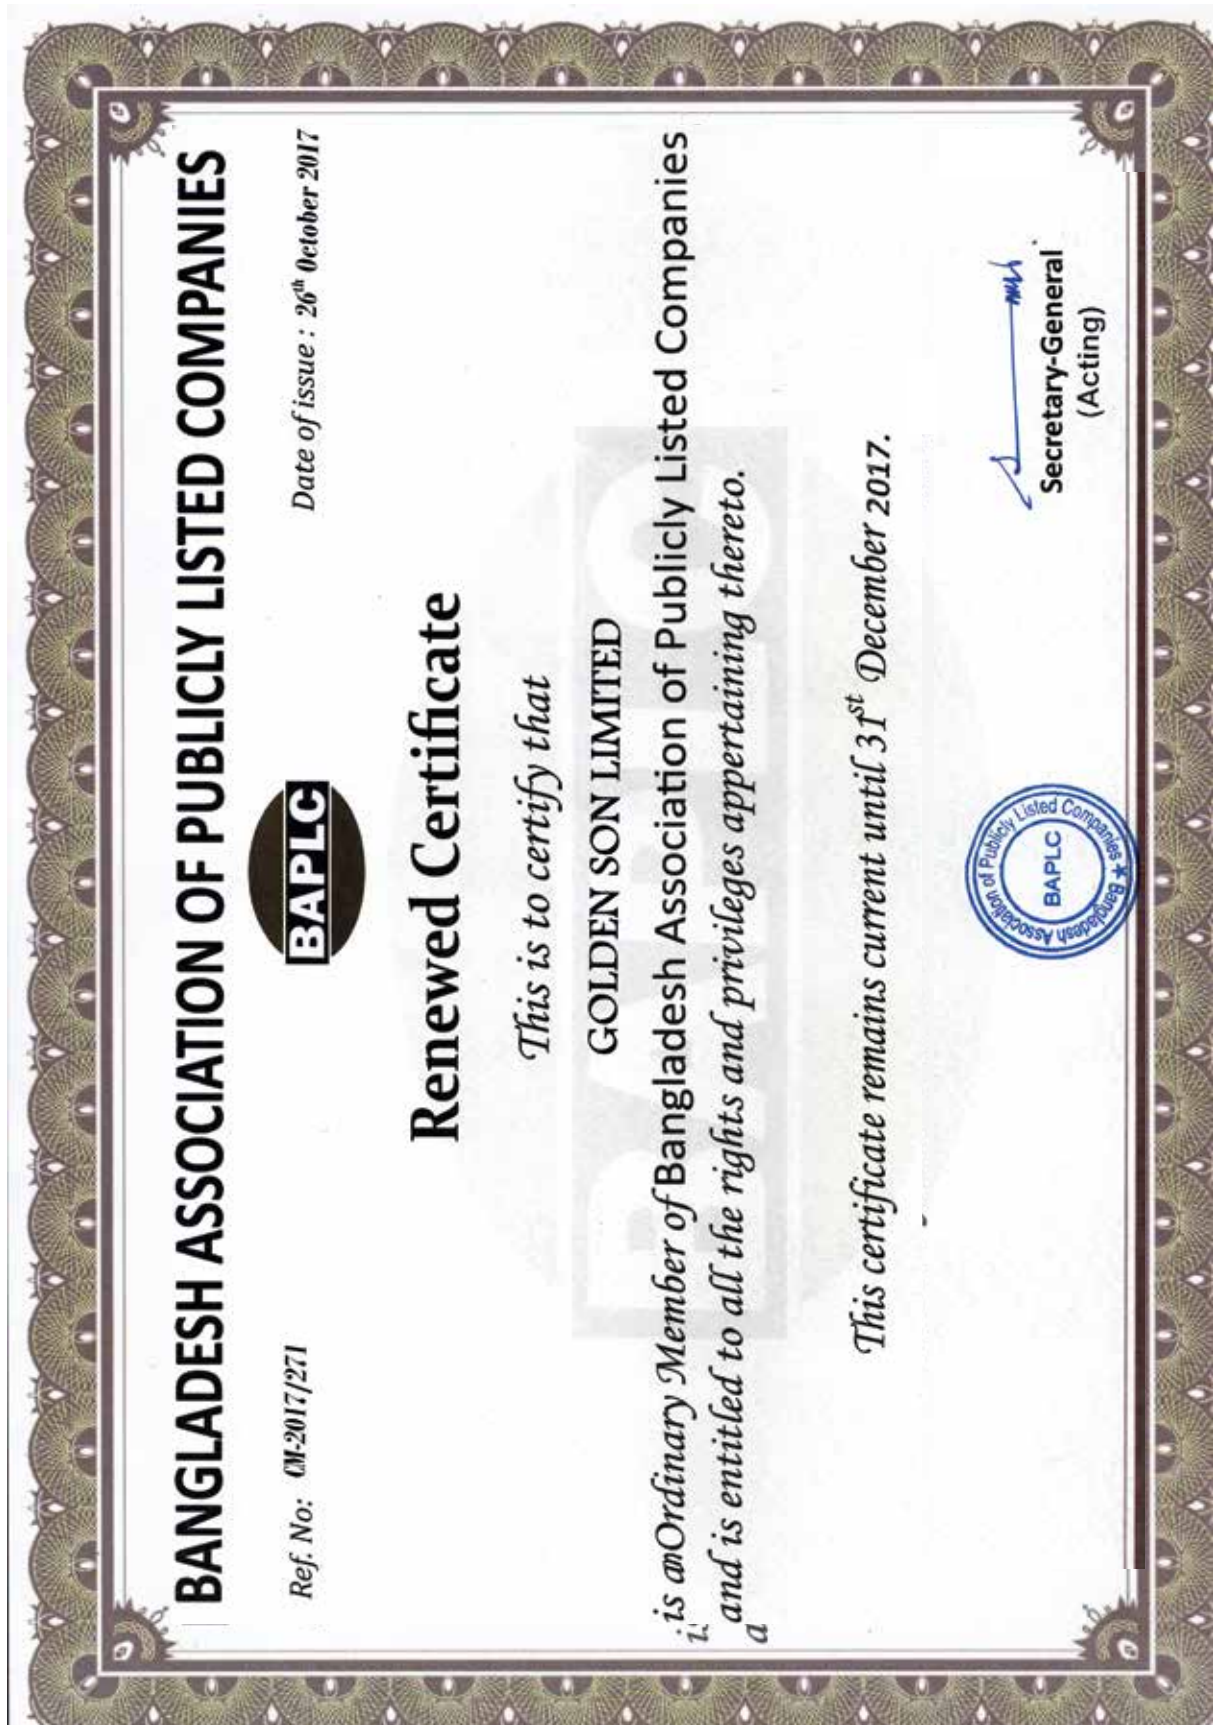 BANGLADESH ASSOCIATION OF PUBLICLY LISTED COMPANIES
Ref. No: CM-2017/271
Date of issue : 26th October 2017
BAPLC
Renewed Certificate
This is to certify that
GOLDEN SON LIMITED
is an Ordinary Member of Bangladesh Association of Publicly Listed Companies
and is entitled to all the rights and privileges appertaining thereto.
This certificate remains current until 31st December 2017.
Bangladesh Association of Publicly Listed Companies *
BAPLC
Secretary-General
(Acting)
BAPLC